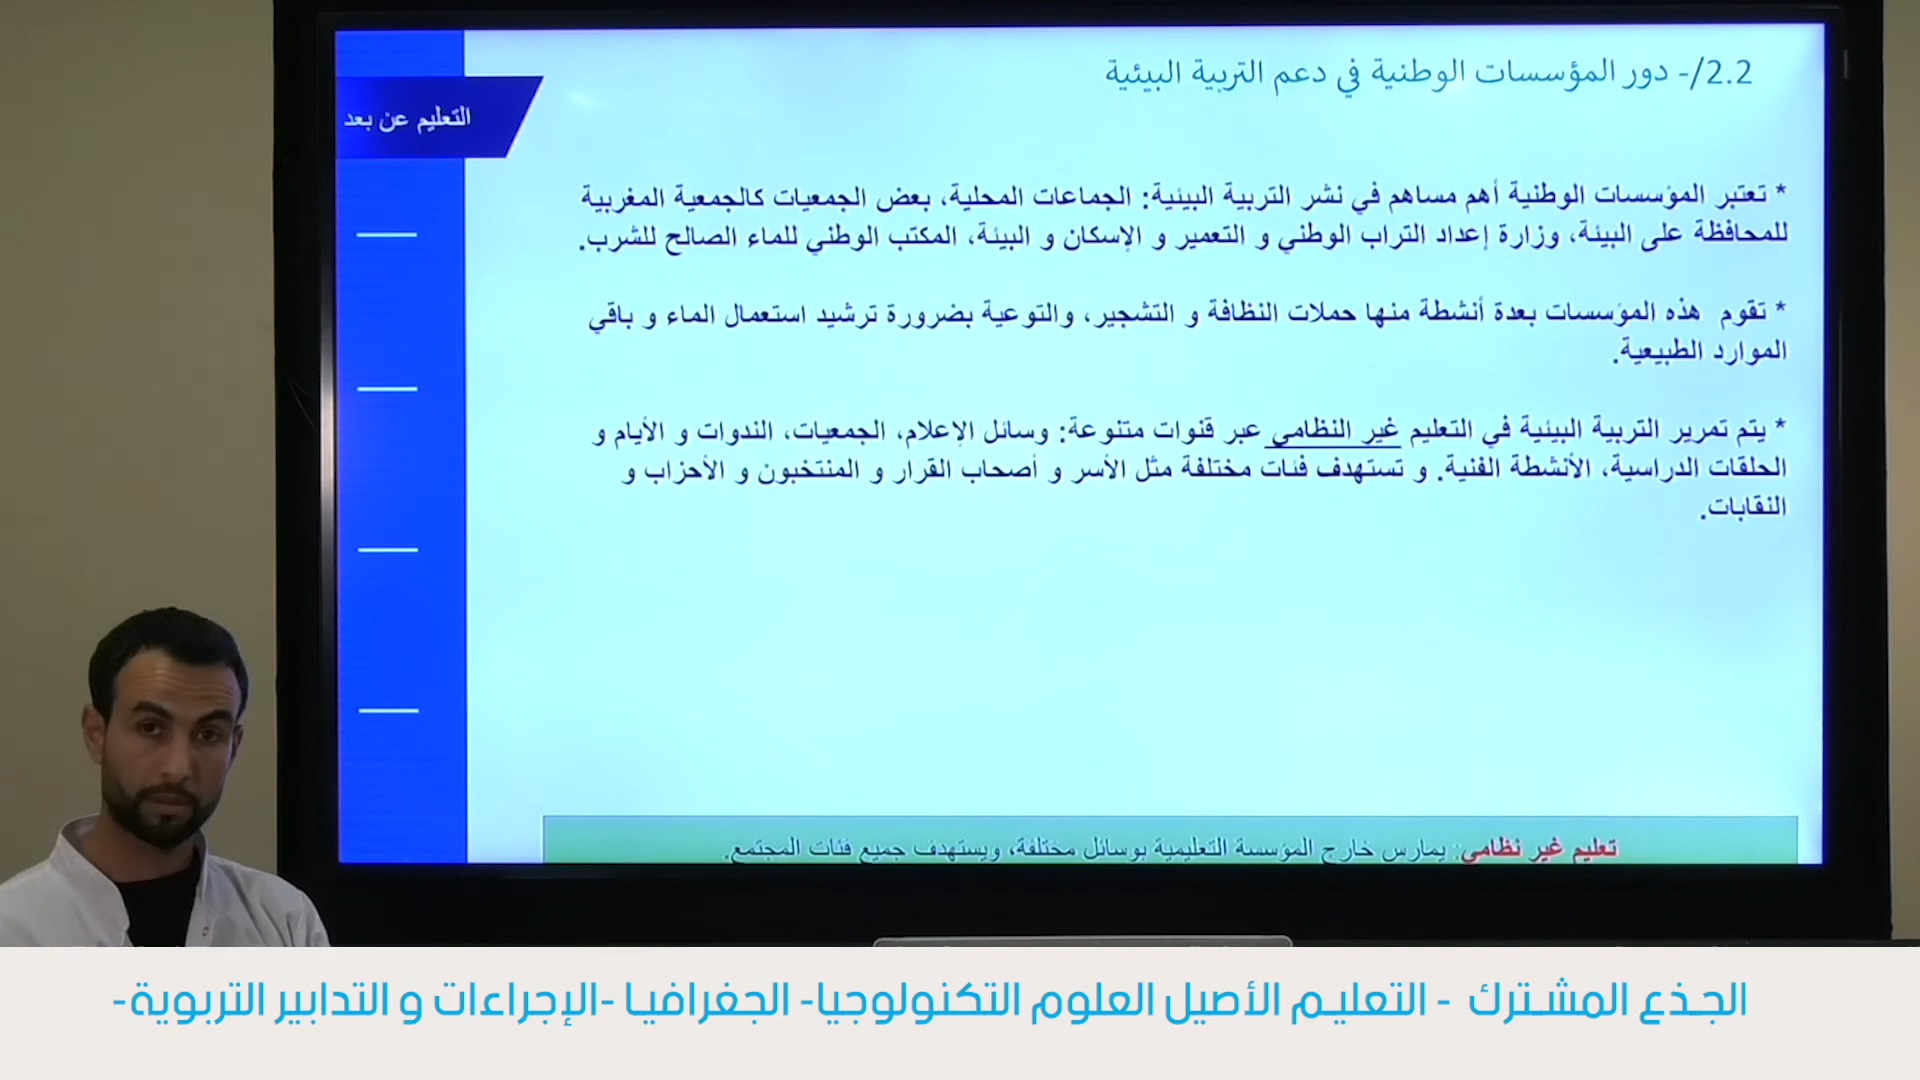 2.2/- دور المؤسسات الوطنية في دعم التربية البيئية
التعليم عن بعد
* تعتبر المؤسسات الوطنية أهم مساهم في نشر التربية البيئية: الجماعات المحلية، بعض الجمعيات كالجمعية المغربية
للمحافظة على البيئة، وزارة إعداد التراب الوطني و التعمير و الإسكان و البيئة، المكتب الوطني للماء الصالح للشرب.
* تقوم هذه المؤسسات بعدة أنشطة منها حملات النظافة و التشجير، والتوعية بضرورة ترشيد استعمال الماء و باقي
الموارد الطبيعية.
* يتم تمرير التربية البيئية في التعليم غير النظامي عبر قنوات متنوعة: وسائل الإعلام، الجمعيات، الندوات و الأيام و
الحلقات الدراسية، الأنشطة الفنية. و تستهدف فئات مختلفة مثل الأسر و أصحاب القرار و المنتخبون و الأحزاب و
النقابات.
تعليم غير نظامي: يمارس خارج المؤسسة التعليمية بوسائل مختلفة، ويستهدف جميع فئات المجتمع.
الجذع المشترك - التعليم الأصيل العلوم التكنولوجيا- الجغرافيا -الإجراءات و التدابير التربوية-